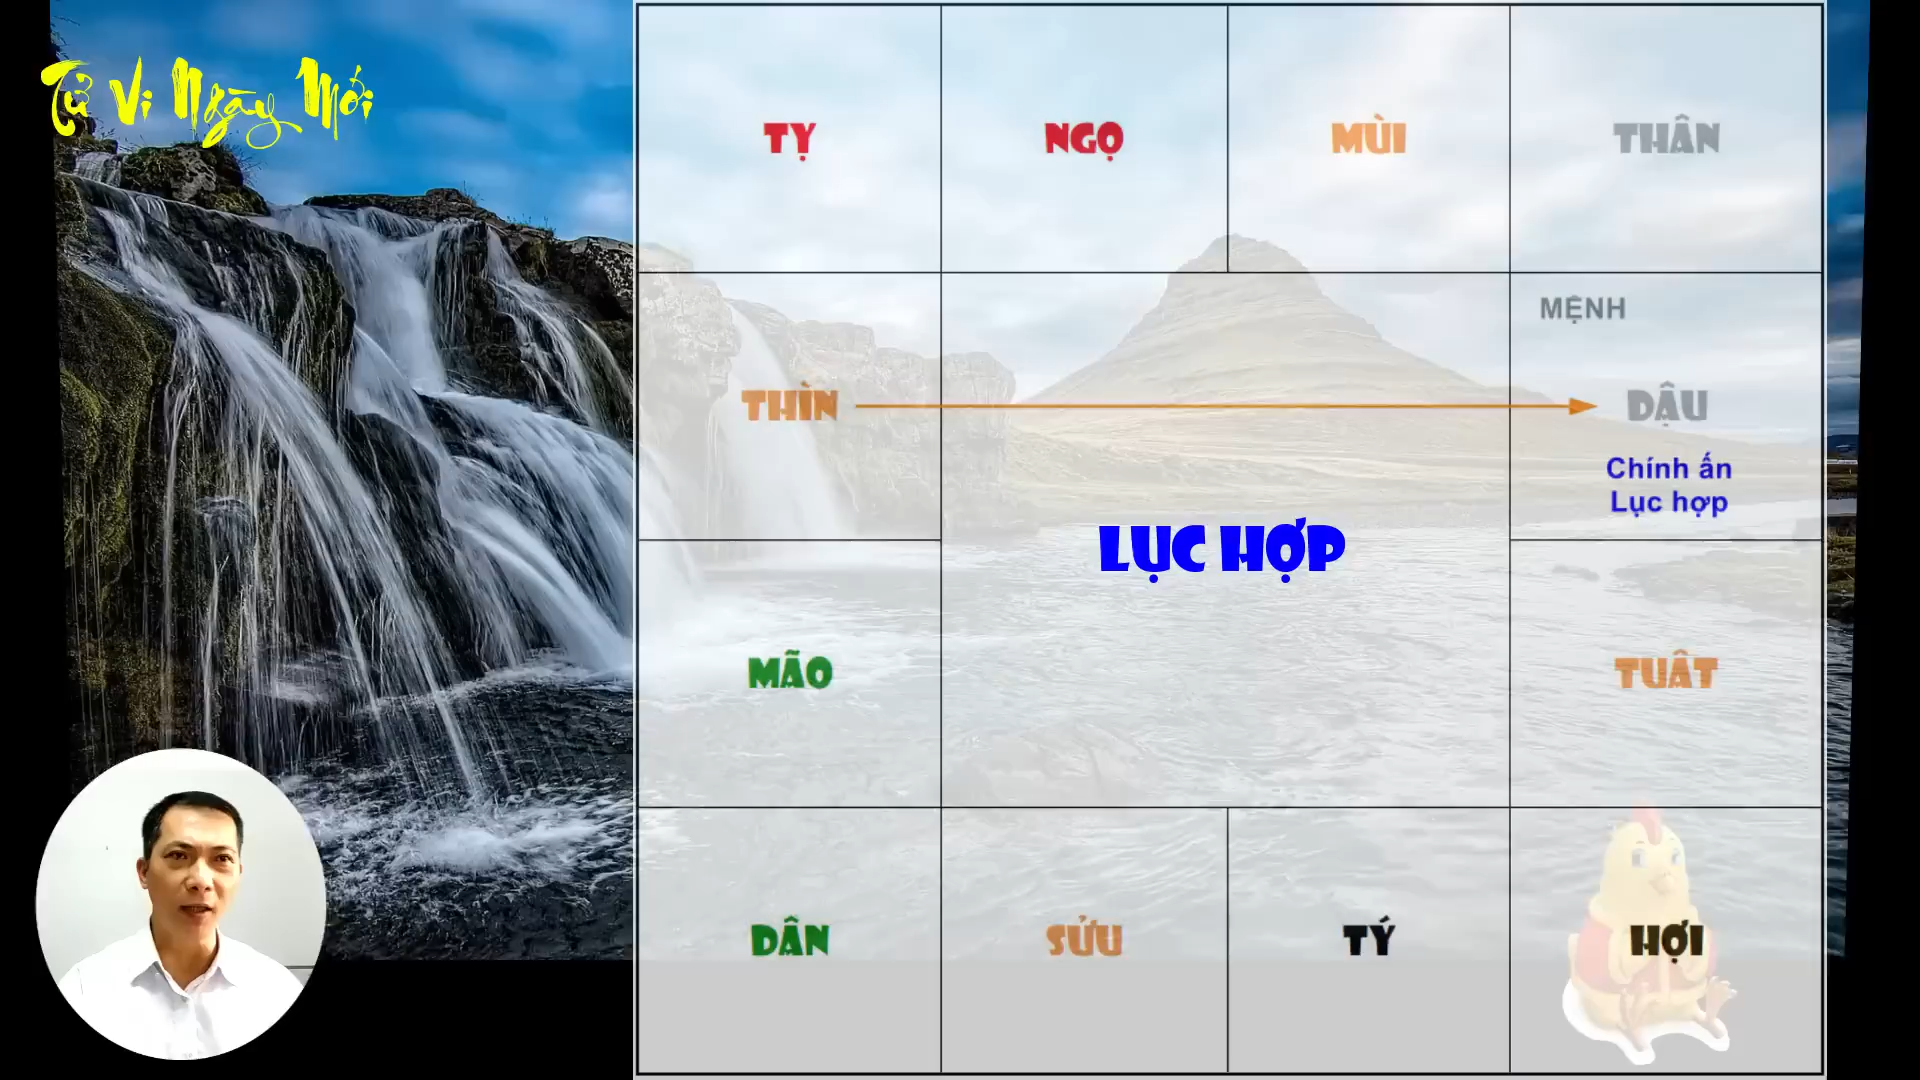 Tử Vi Ngày Mới
TỴ
NGỌ
MÙI
THÂN
MỆNH
THÌN
DẬU
Chính ấn
Lục hợp
LỤC HỢP
MÃO
TUẤT
DẦN
SỬU
TÝ
HỢI